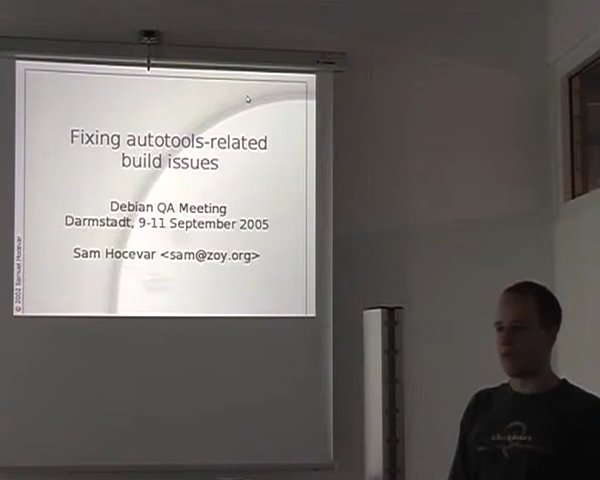 Fixing autotools-related
build issues
Debian QA Meeting
Darmstadt, 9-11 September 2005
Sam Hocevar <sam@zoy.org>
© 2002 Samuel Hocevar